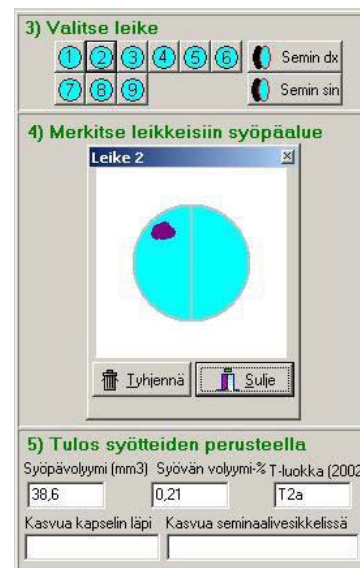 3) Valitse leike
1 2 3 4 5 6 Semin dx
7 8 9 Semin sin
4) Merkitse leikkeisiin syöpäalue
Leike 2
Tyhjennä Sulje
5) Tulos syötteiden perusteella
Syöpävolyymi (mm3) Syövän volyymi-% T-luokka (2002
38,6 0,21 T2a
Kasvua kapselin läpi Kasvua seminaalivesikkelissä